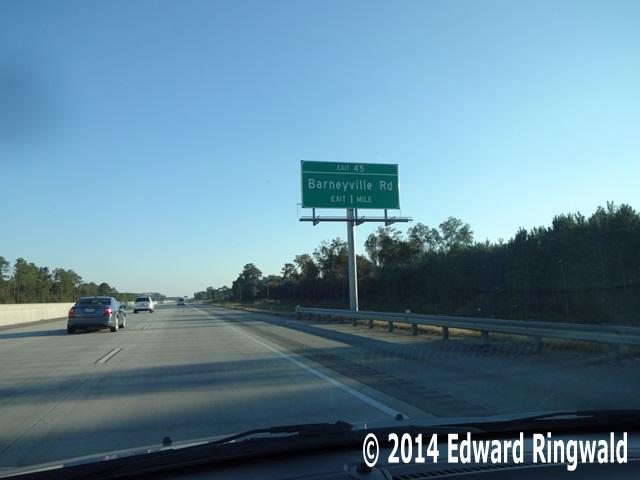 EXIT 45
Barneyville Rd
EXIT 1 MILE
© 2014 Edward Ringwald